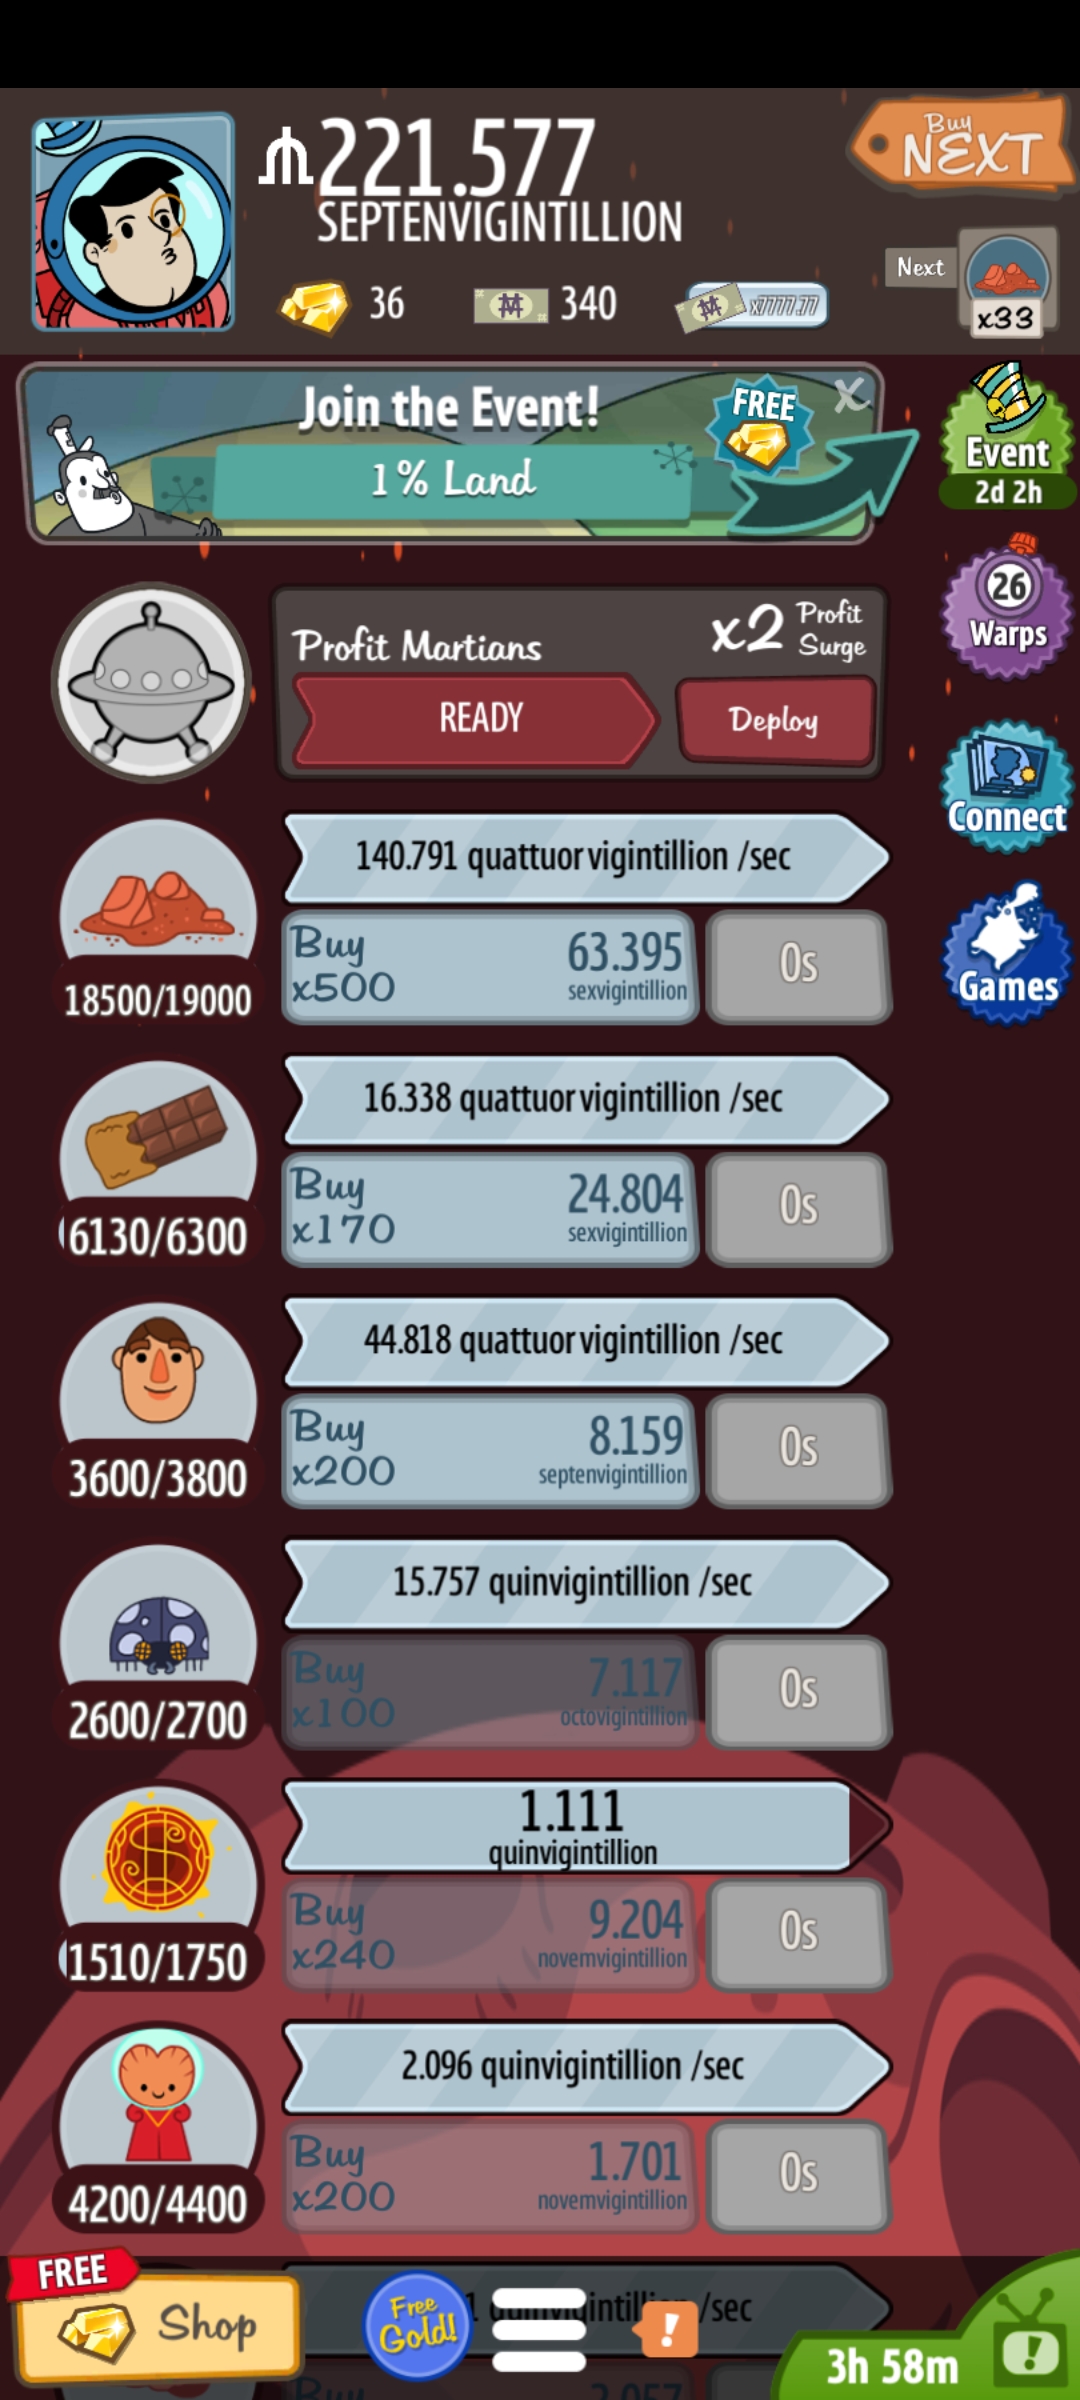 221.577
SEPTENVIGINTILLION
Buy
NEXT
36
340
x7777.77
Next
x33
Join the Event!
1% Land
FREE
X
Event
2d 2h
Profit Martians
x2 Profit
Surge
READY
Deploy
26
Warps
Connect
Games
140.791 quattuorvigintillion /sec
Buy
x500
63.395
sexvigintillion
0s
18500/19000
16.338 quattuorvigintillion /sec
Buy
x170
24.804
sexvigintillion
0s
6130/6300
44.818 quattuorvigintillion /sec
Buy
x200
8.159
septenvigintillion
0s
3600/3800
15.757 quinvigintillion /sec
Buy
x100
7.117
octovigintillion
0s
2600/2700
1.111
quinvigintillion
Buy
x240
9.204
novemvigintillion
0s
1510/1750
2.096 quinvigintillion /sec
Buy
x200
1.701
novemvigintillion
0s
4200/4400
FREE
Shop
Free
Gold!
/sec
!
3h 58m
!
Buy
2.057